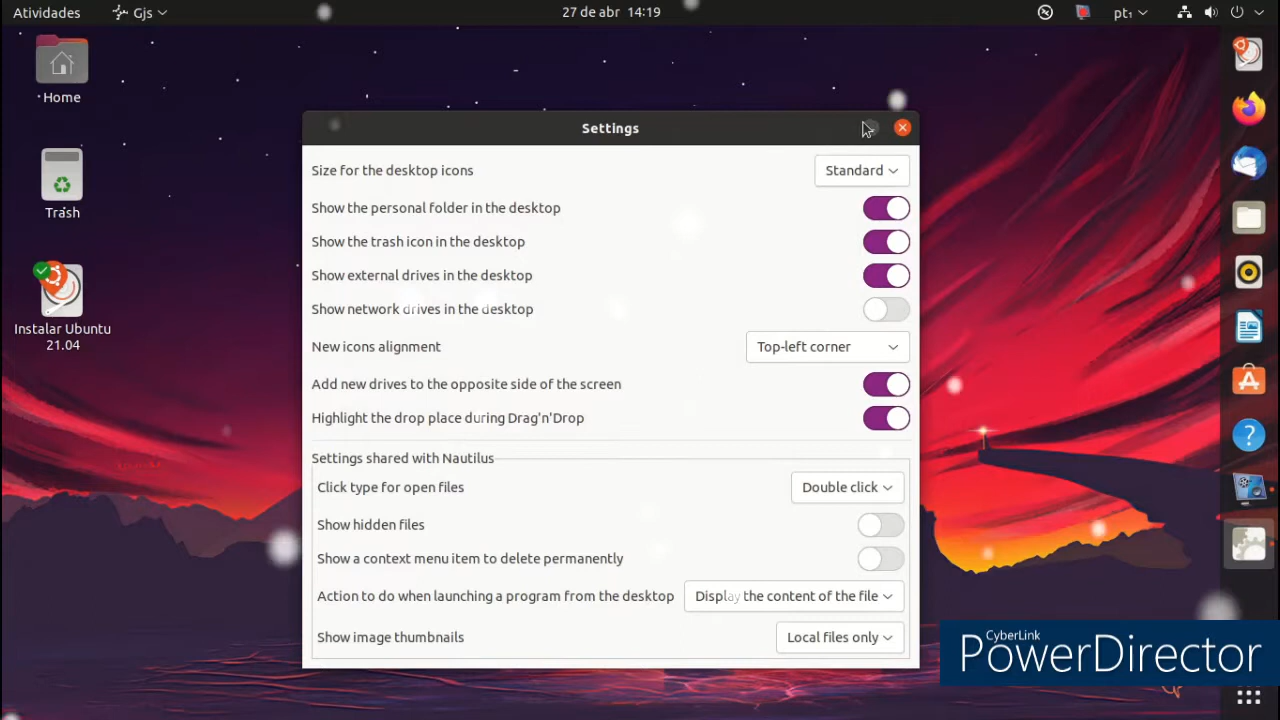 Atividades
Gjs
27 de abr 14:19
pt₁
Home
Trash
Instalar Ubuntu
21.04
Settings
Size for the desktop icons
Standard
Show the personal folder in the desktop
Show the trash icon in the desktop
Show external drives in the desktop
Show network drives in the desktop
New icons alignment
Top-left corner
Add new drives to the opposite side of the screen
Highlight the drop place during Drag'n'Drop
Settings shared with Nautilus
Click type for open files
Double click
Show hidden files
Show a context menu item to delete permanently
Action to do when launching a program from the desktop
Display the content of the file
Show image thumbnails
Local files only
CyberLink
PowerDirector